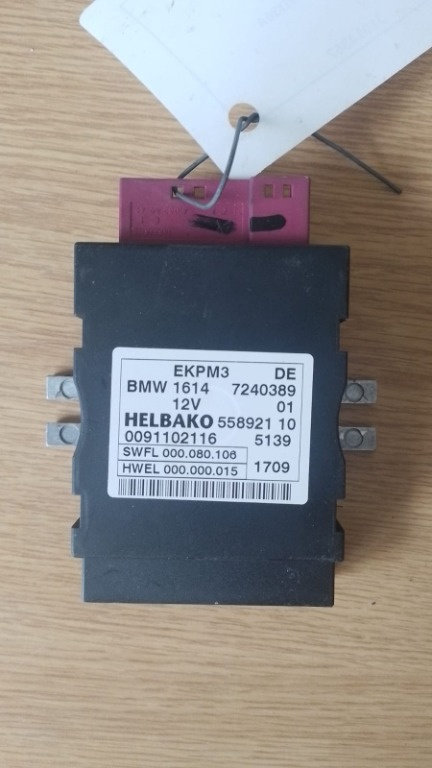 EKPM3 DE
BMW 1614 7240389
12V 01
HELBAKO 558921 10
0091102116 5139
SWFL 000.080.106
HWEL 000.000.015 1709